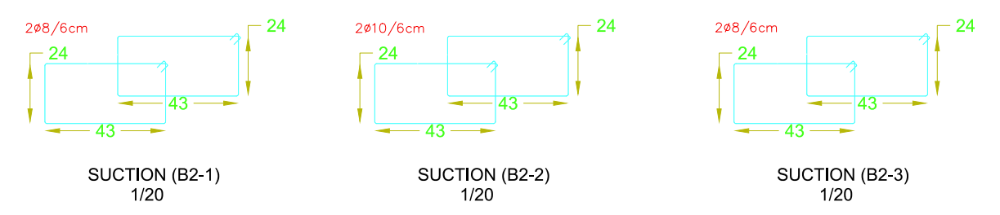 2ø8/6cm
24
24
43
43
SUCTION (B2-1)
1/20
2ø10/6cm
24
24
43
43
SUCTION (B2-2)
1/20
2ø8/6cm
24
24
43
43
SUCTION (B2-3)
1/20